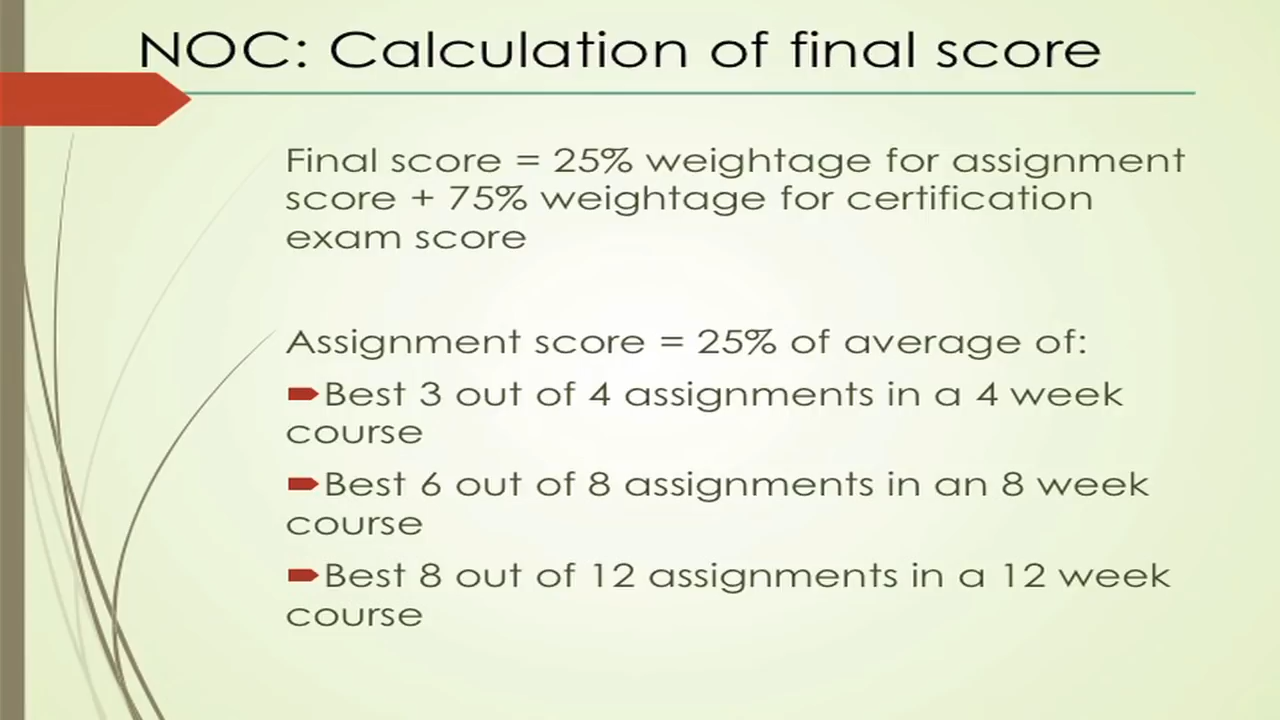 NOC: Calculation of final score
Final score = 25% weightage for assignment
score + 75% weightage for certification
exam score
Assignment score = 25% of average of:
Best 3 out of 4 assignments in a 4 week
course
Best 6 out of 8 assignments in an 8 week
course
Best 8 out of 12 assignments in a 12 week
course